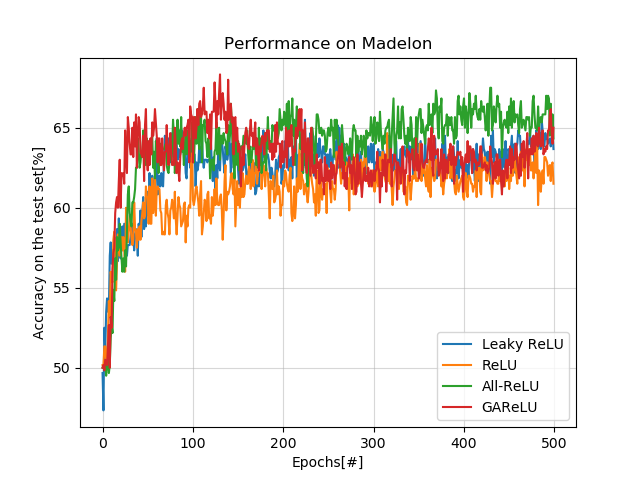 Performance on Madelon
Accuracy on the test set[%]
65
60
55
50
0
100
200
300
400
500
Epochs[#]
Leaky ReLU
ReLU
All-ReLU
GAReLU